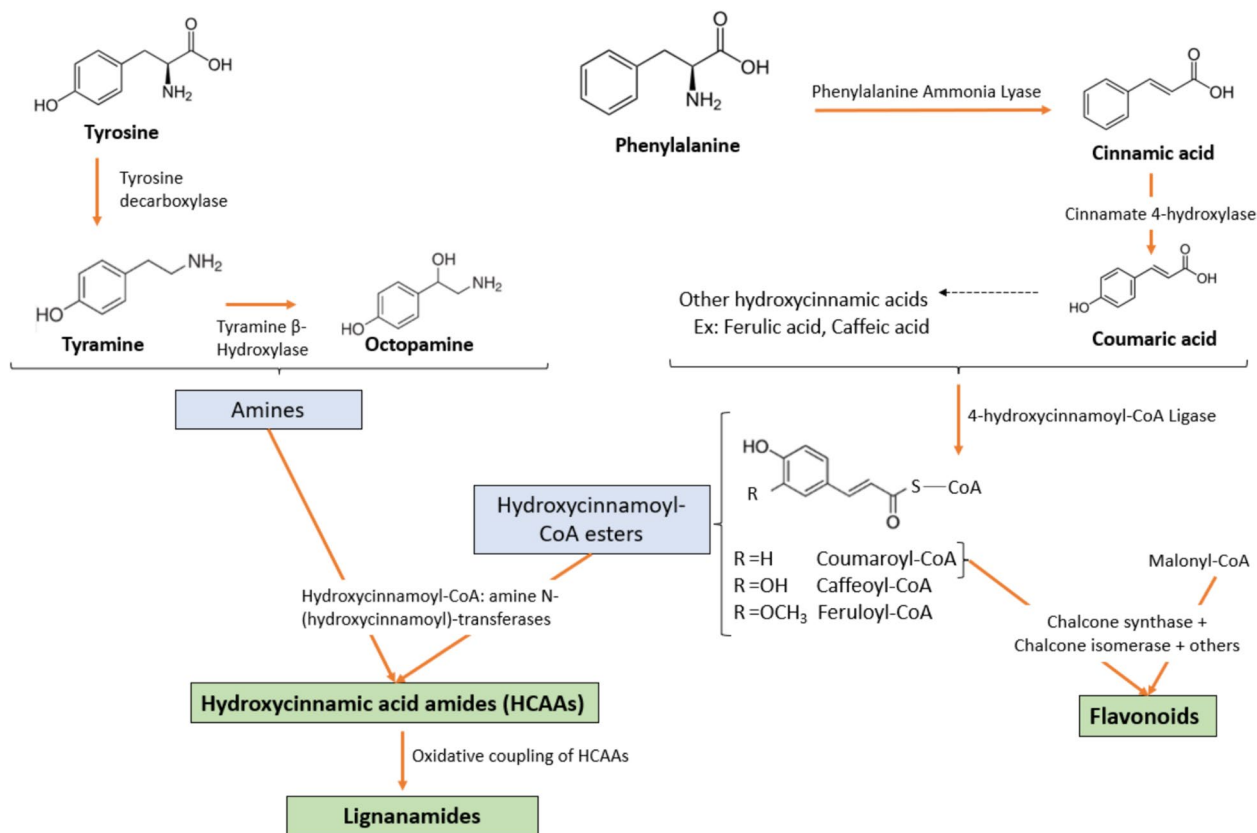 O
OH
NH2
HO
Tyrosine
Tyrosine
decarboxylase
NH2
HO
Tyramine
Tyramine β-
Hydroxylase
OH
NH2
HO
Octopamine
O
OH
NH2
Phenylalanine
Phenylalanine Ammonia Lyase
O
OH
Cinnamic acid
Cinnamate 4-hydroxylase
O
OH
HO
Coumaric acid
Other hydroxycinnamic acids
Ex: Ferulic acid, Caffeic acid
Amines
4-hydroxycinnamoyl-CoA Ligase
Hydroxycinnamoyl-
CoA esters
HO
R
S—CoA
O
R =H Coumaroyl-CoA
R=OH Caffeoyl-CoA
R=OCH3 Feruloyl-CoA
Malonyl-CoA
Hydroxycinnamoyl-CoA: amine N-
(hydroxycinnamoyl)-transferases
Chalcone synthase +
Chalcone isomerase + others
Hydroxycinnamic acid amides (HCAAs)
Flavonoids
Oxidative coupling of HCAAs
Lignanamides